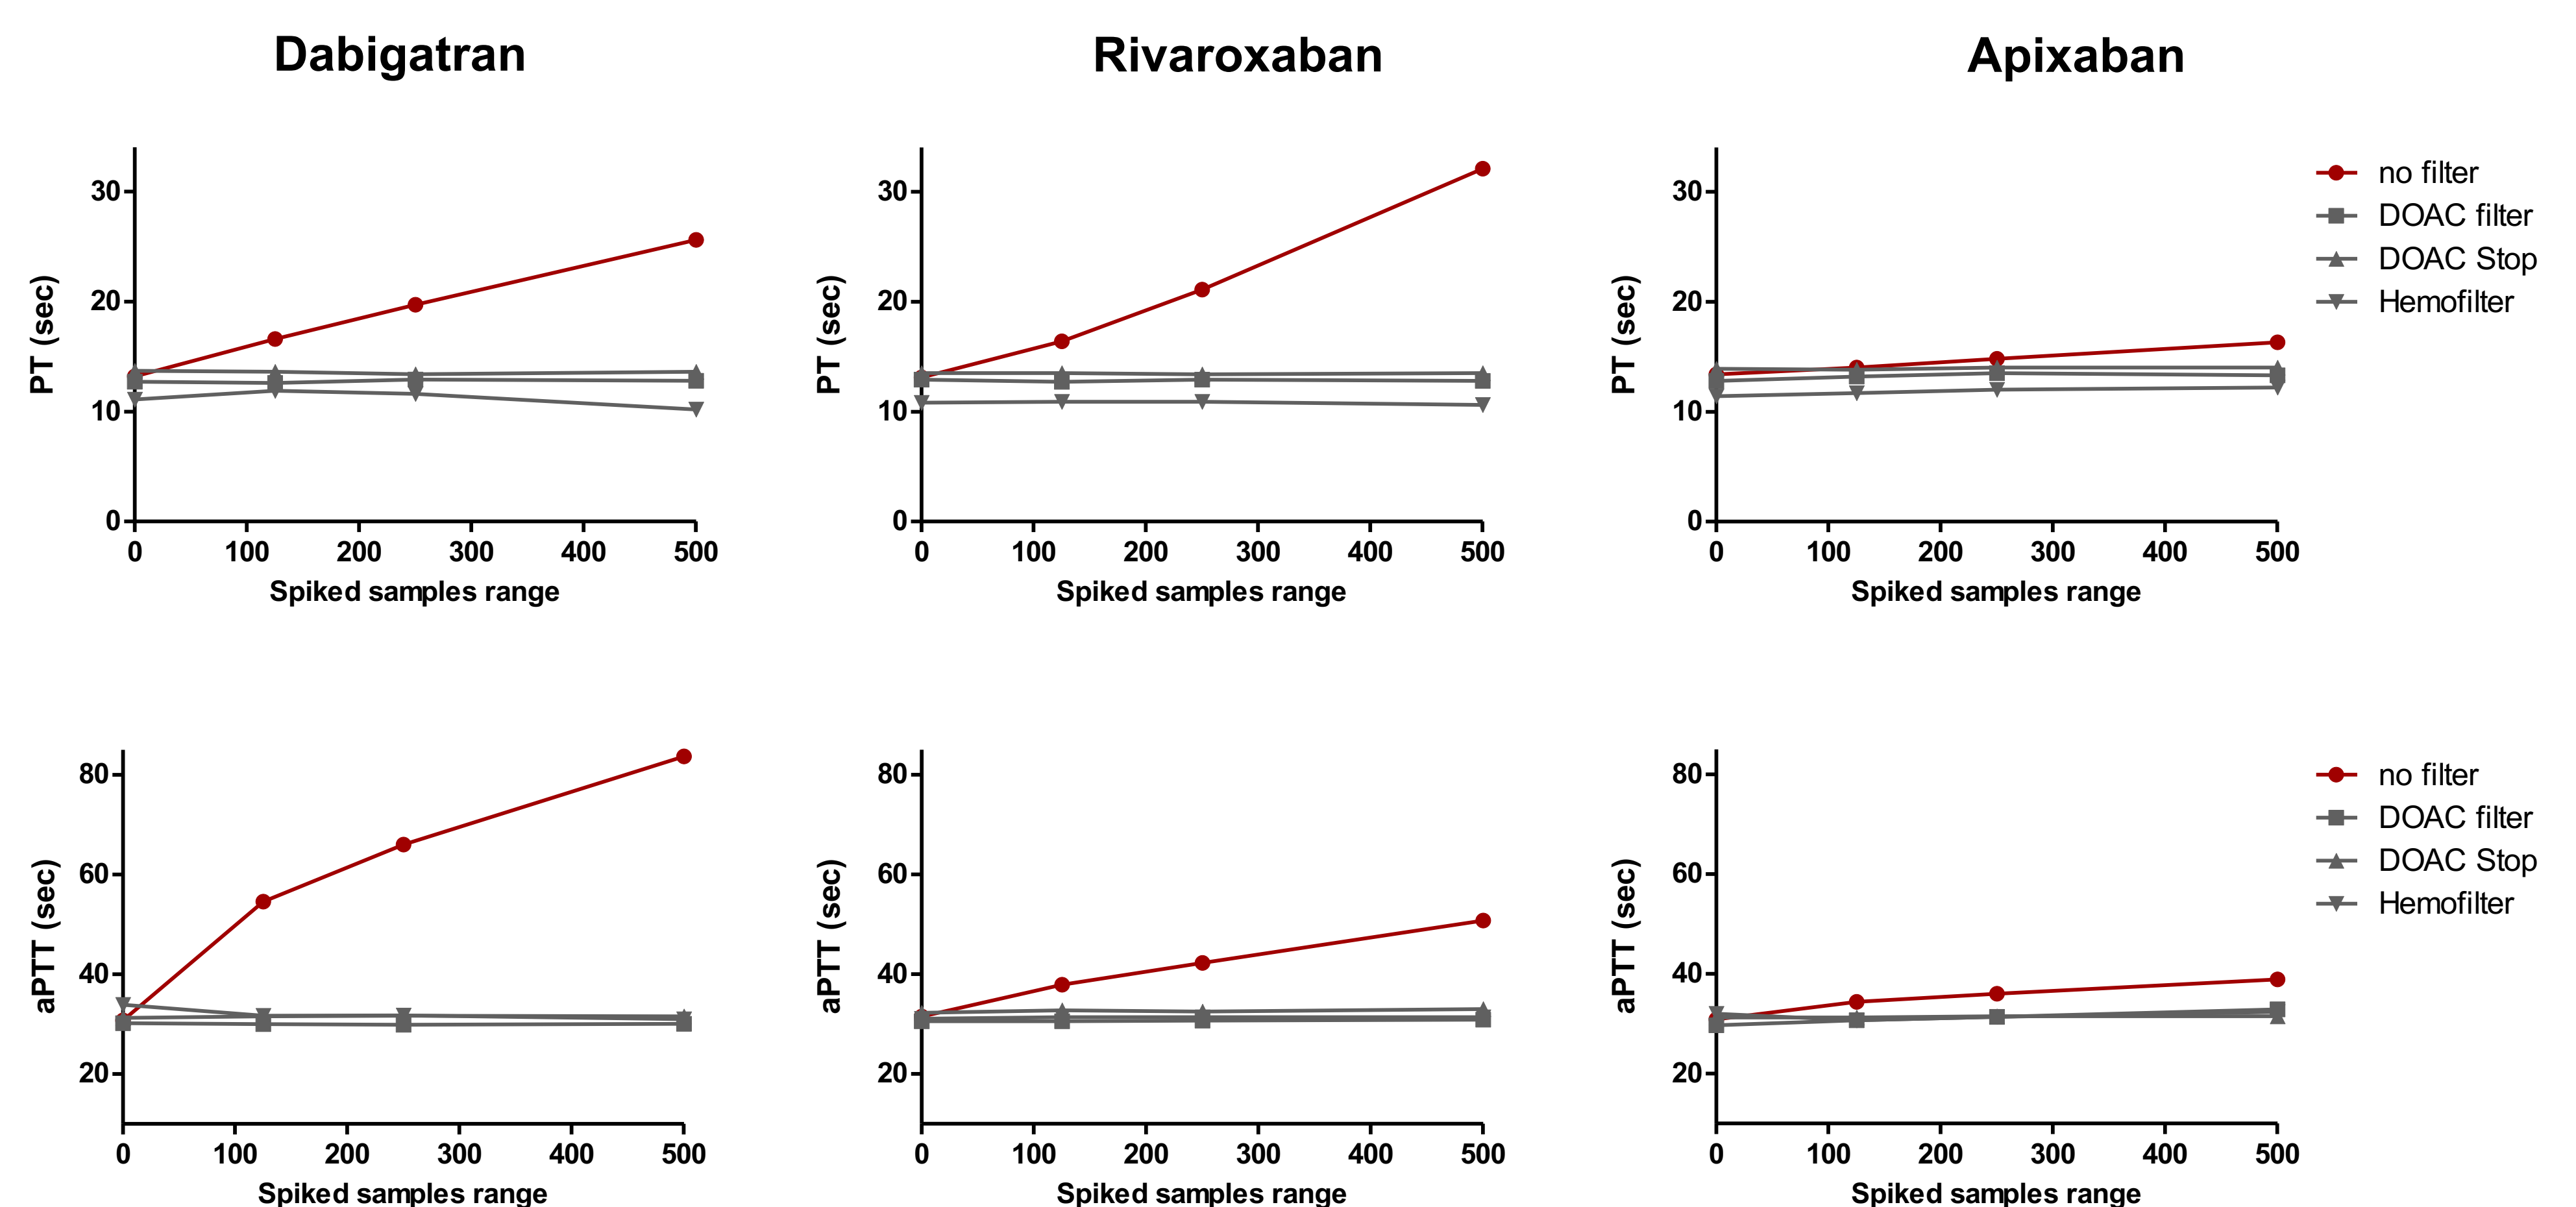 Dabigatran
Rivaroxaban
Apixaban
PT (sec)
30
20
10
0
0 100 200 300 400 500
Spiked samples range
PT (sec)
30
20
10
0
0 100 200 300 400 500
Spiked samples range
PT (sec)
30
20
10
0
0 100 200 300 400 500
Spiked samples range
no filter
DOAC filter
DOAC Stop
Hemofilter
aPTT (sec)
80
60
40
20
0 100 200 300 400 500
Spiked samples range
aPTT (sec)
80
60
40
20
0 100 200 300 400 500
Spiked samples range
aPTT (sec)
80
60
40
20
0 100 200 300 400 500
Spiked samples range
no filter
DOAC filter
DOAC Stop
Hemofilter